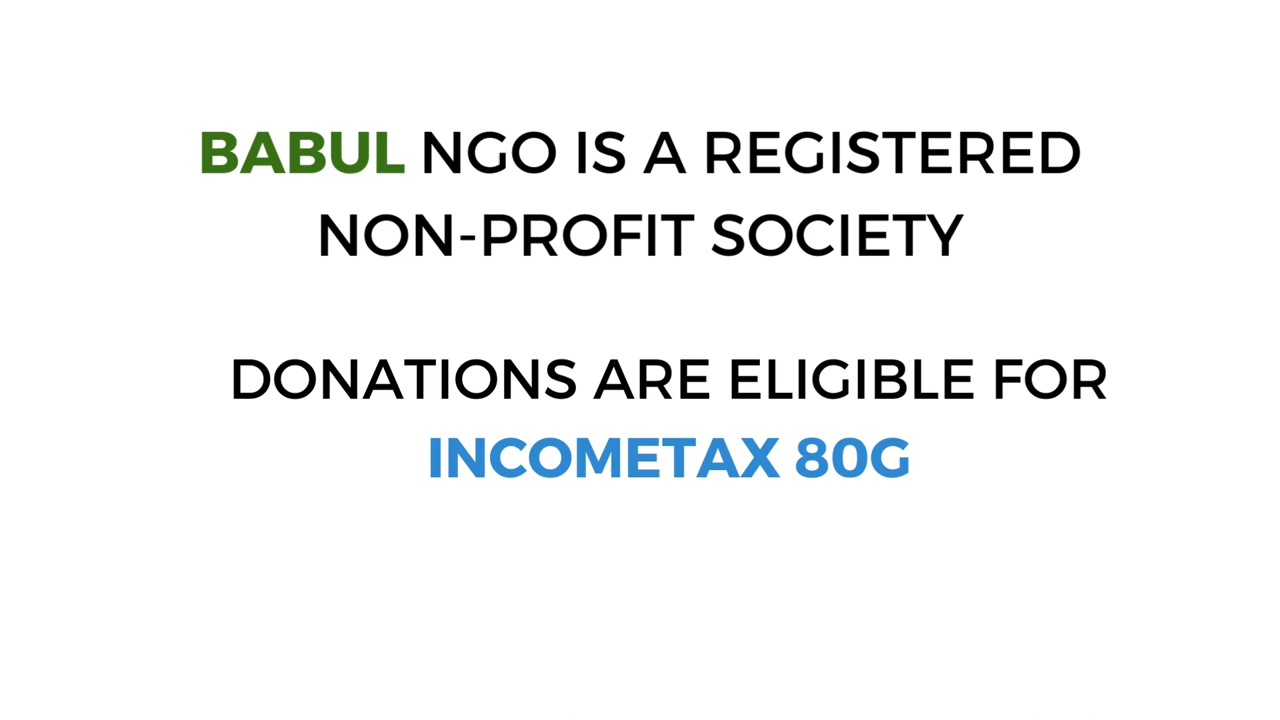 BABUL NGO IS A REGISTERED
NON-PROFIT SOCIETY
DONATIONS ARE ELIGIBLE FOR
INCOMETAX 80G